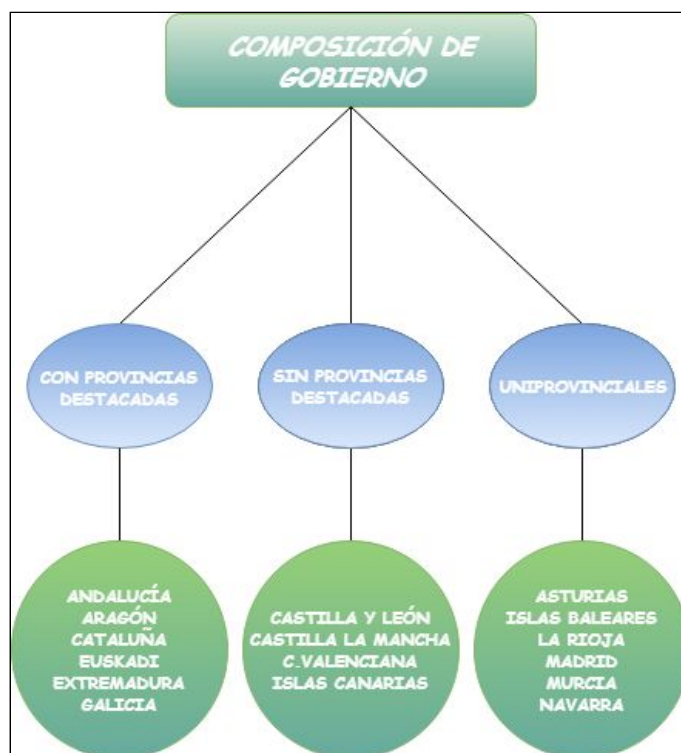 COMPOSICIÓN DE
GOBIERNO
CON PROVINCIAS
DESTACADAS
SIN PROVINCIAS
DESTACADAS
UNIPROVINCIALES
ANDALUCÍA
ARAGÓN
CATALUÑA
EUSKADI
EXTREMADURA
GALICIA
CASTILLA Y LEÓN
CASTILLA LA MANCHA
C.VALENCIANA
ISLAS CANARIAS
ASTURIAS
ISLAS BALEARES
LA RIOJA
MADRID
MURCIA
NAVARRA